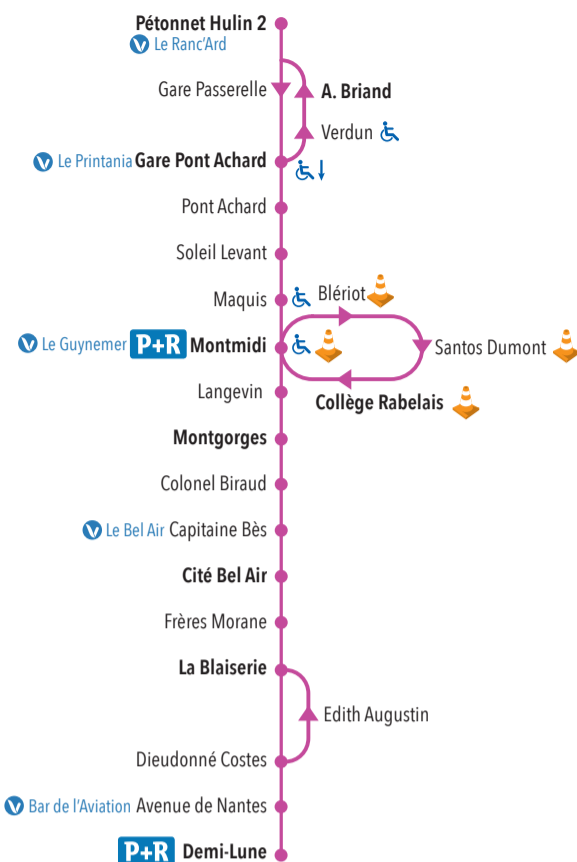 Pétonnet Hulin 2
V Le Ranc'Ard
Gare Passerelle
A. Briand
Verdun
V Le Printania Gare Pont Achard
Pont Achard
Soleil Levant
Maquis
Blériot
V Le Guynemer P+R Montmidi
Santos Dumont
Langevin
Collège Rabelais
Montgorges
Colonel Biraud
V Le Bel Air Capitaine Bès
Cité Bel Air
Frères Morane
La Blaiserie
Edith Augustin
Dieudonné Costes
V Bar de l'Aviation Avenue de Nantes
P+R Demi-Lune